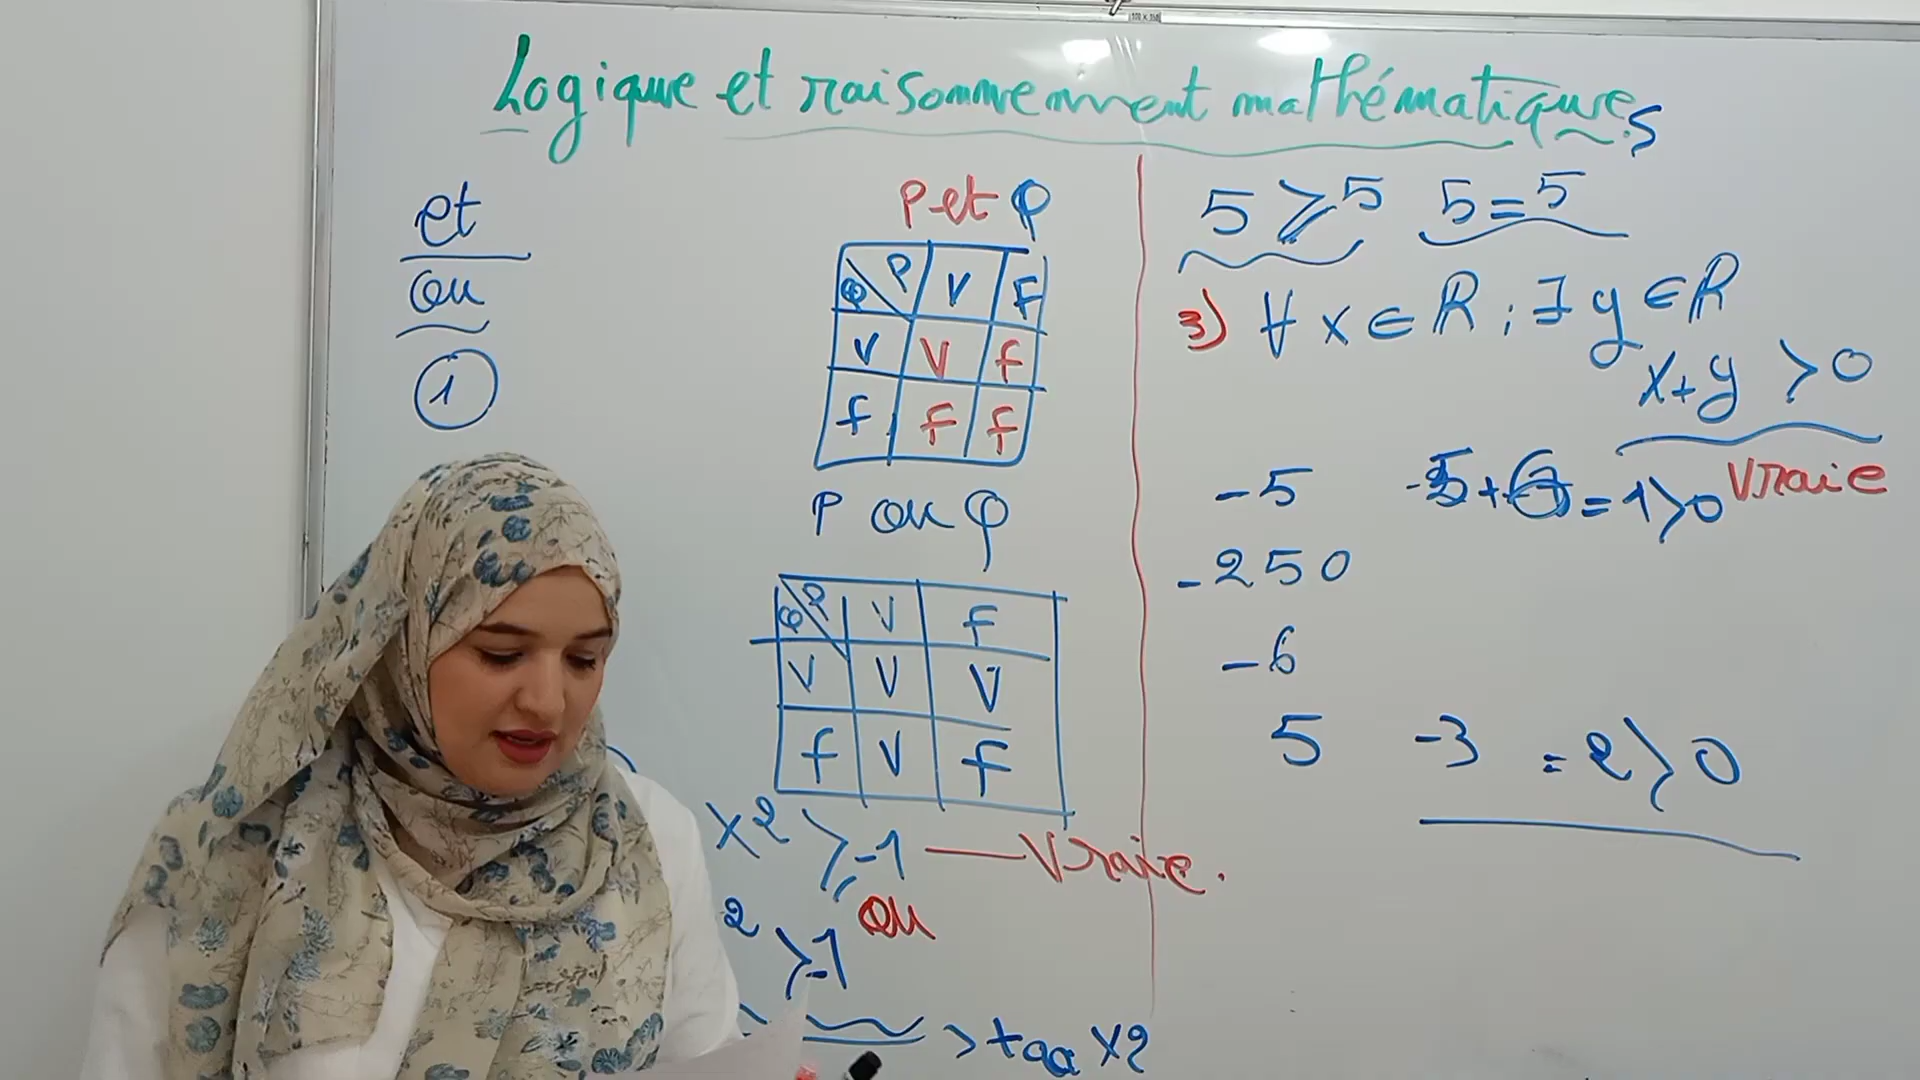 Logique et raisonnement mathématiques
et
ou
1
P et Q
Q P V F
V V F
F F F
P ou Q
Q P V F
V V V
F V F
x2 ≥ -1 — Vraie.
ou
2 > -1
5 ≥ 5 5 = 5
3) ∀ x ∈ R ; ∃ y ∈ R
x + y > 0
Vraie
-5 -5 + 6 = 1 > 0
-250
-6
5 -3 = 2 > 0